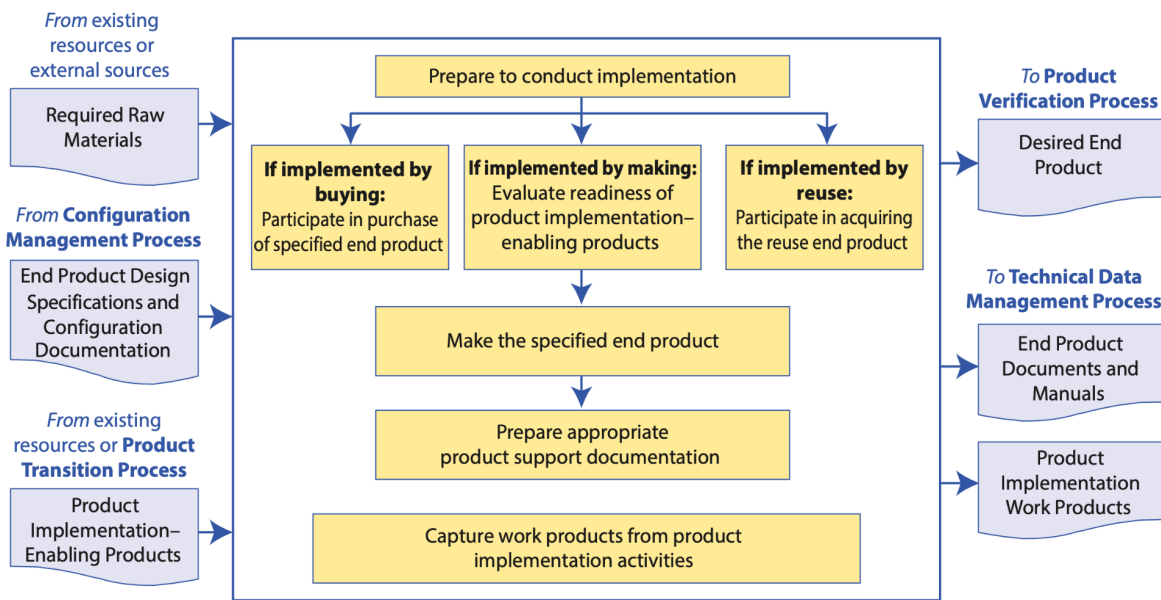 From existing
resources or
external sources
Required Raw
Materials
From Configuration
Management Process
End Product Design
Specifications and
Configuration
Documentation
From existing
resources or Product
Transition Process
Product
Implementation–
Enabling Products
Prepare to conduct implementation
If implemented by
buying:
Participate in purchase
of specified end product
If implemented by making:
Evaluate readiness of
product implementation–
enabling products
If implemented by
reuse:
Participate in acquiring
the reuse end product
Make the specified end product
Prepare appropriate
product support documentation
Capture work products from product
implementation activities
To Product
Verification Process
Desired End
Product
To Technical Data
Management Process
End Product
Documents and
Manuals
Product
Implementation
Work Products